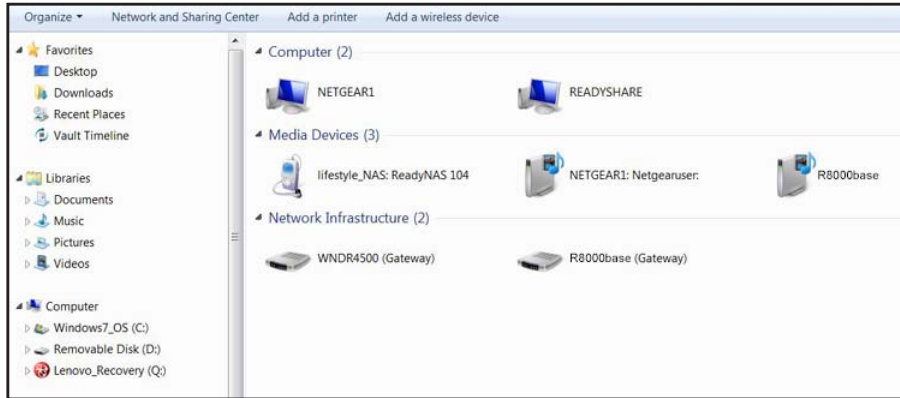 Organize Network and Sharing Center Add a printer Add a wireless device
Favorites
Desktop
Downloads
Recent Places
Vault Timeline
Libraries
Documents
Music
Pictures
Videos
Computer
Windows7_OS (C:)
Removable Disk (D:)
Lenovo_Recovery (Q:)
Computer (2)
NETGEAR1 READYSHARE
Media Devices (3)
lifestyle_NAS: ReadyNAS 104 NETGEAR1: Netgearuser: R8000base
Network Infrastructure (2)
WNDR4500 (Gateway) R8000base (Gateway)